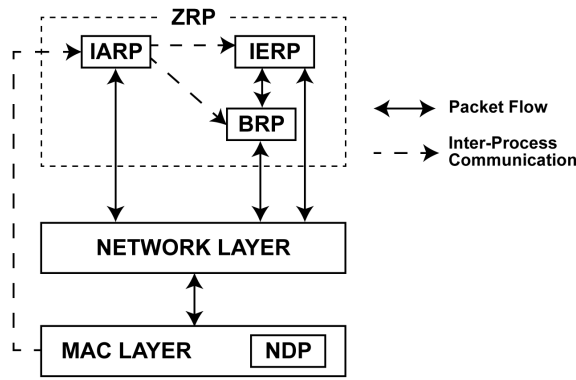 ZRP
IARP
IERP
BRP
Packet Flow
Inter-Process
Communication
NETWORK LAYER
MAC LAYER
NDP